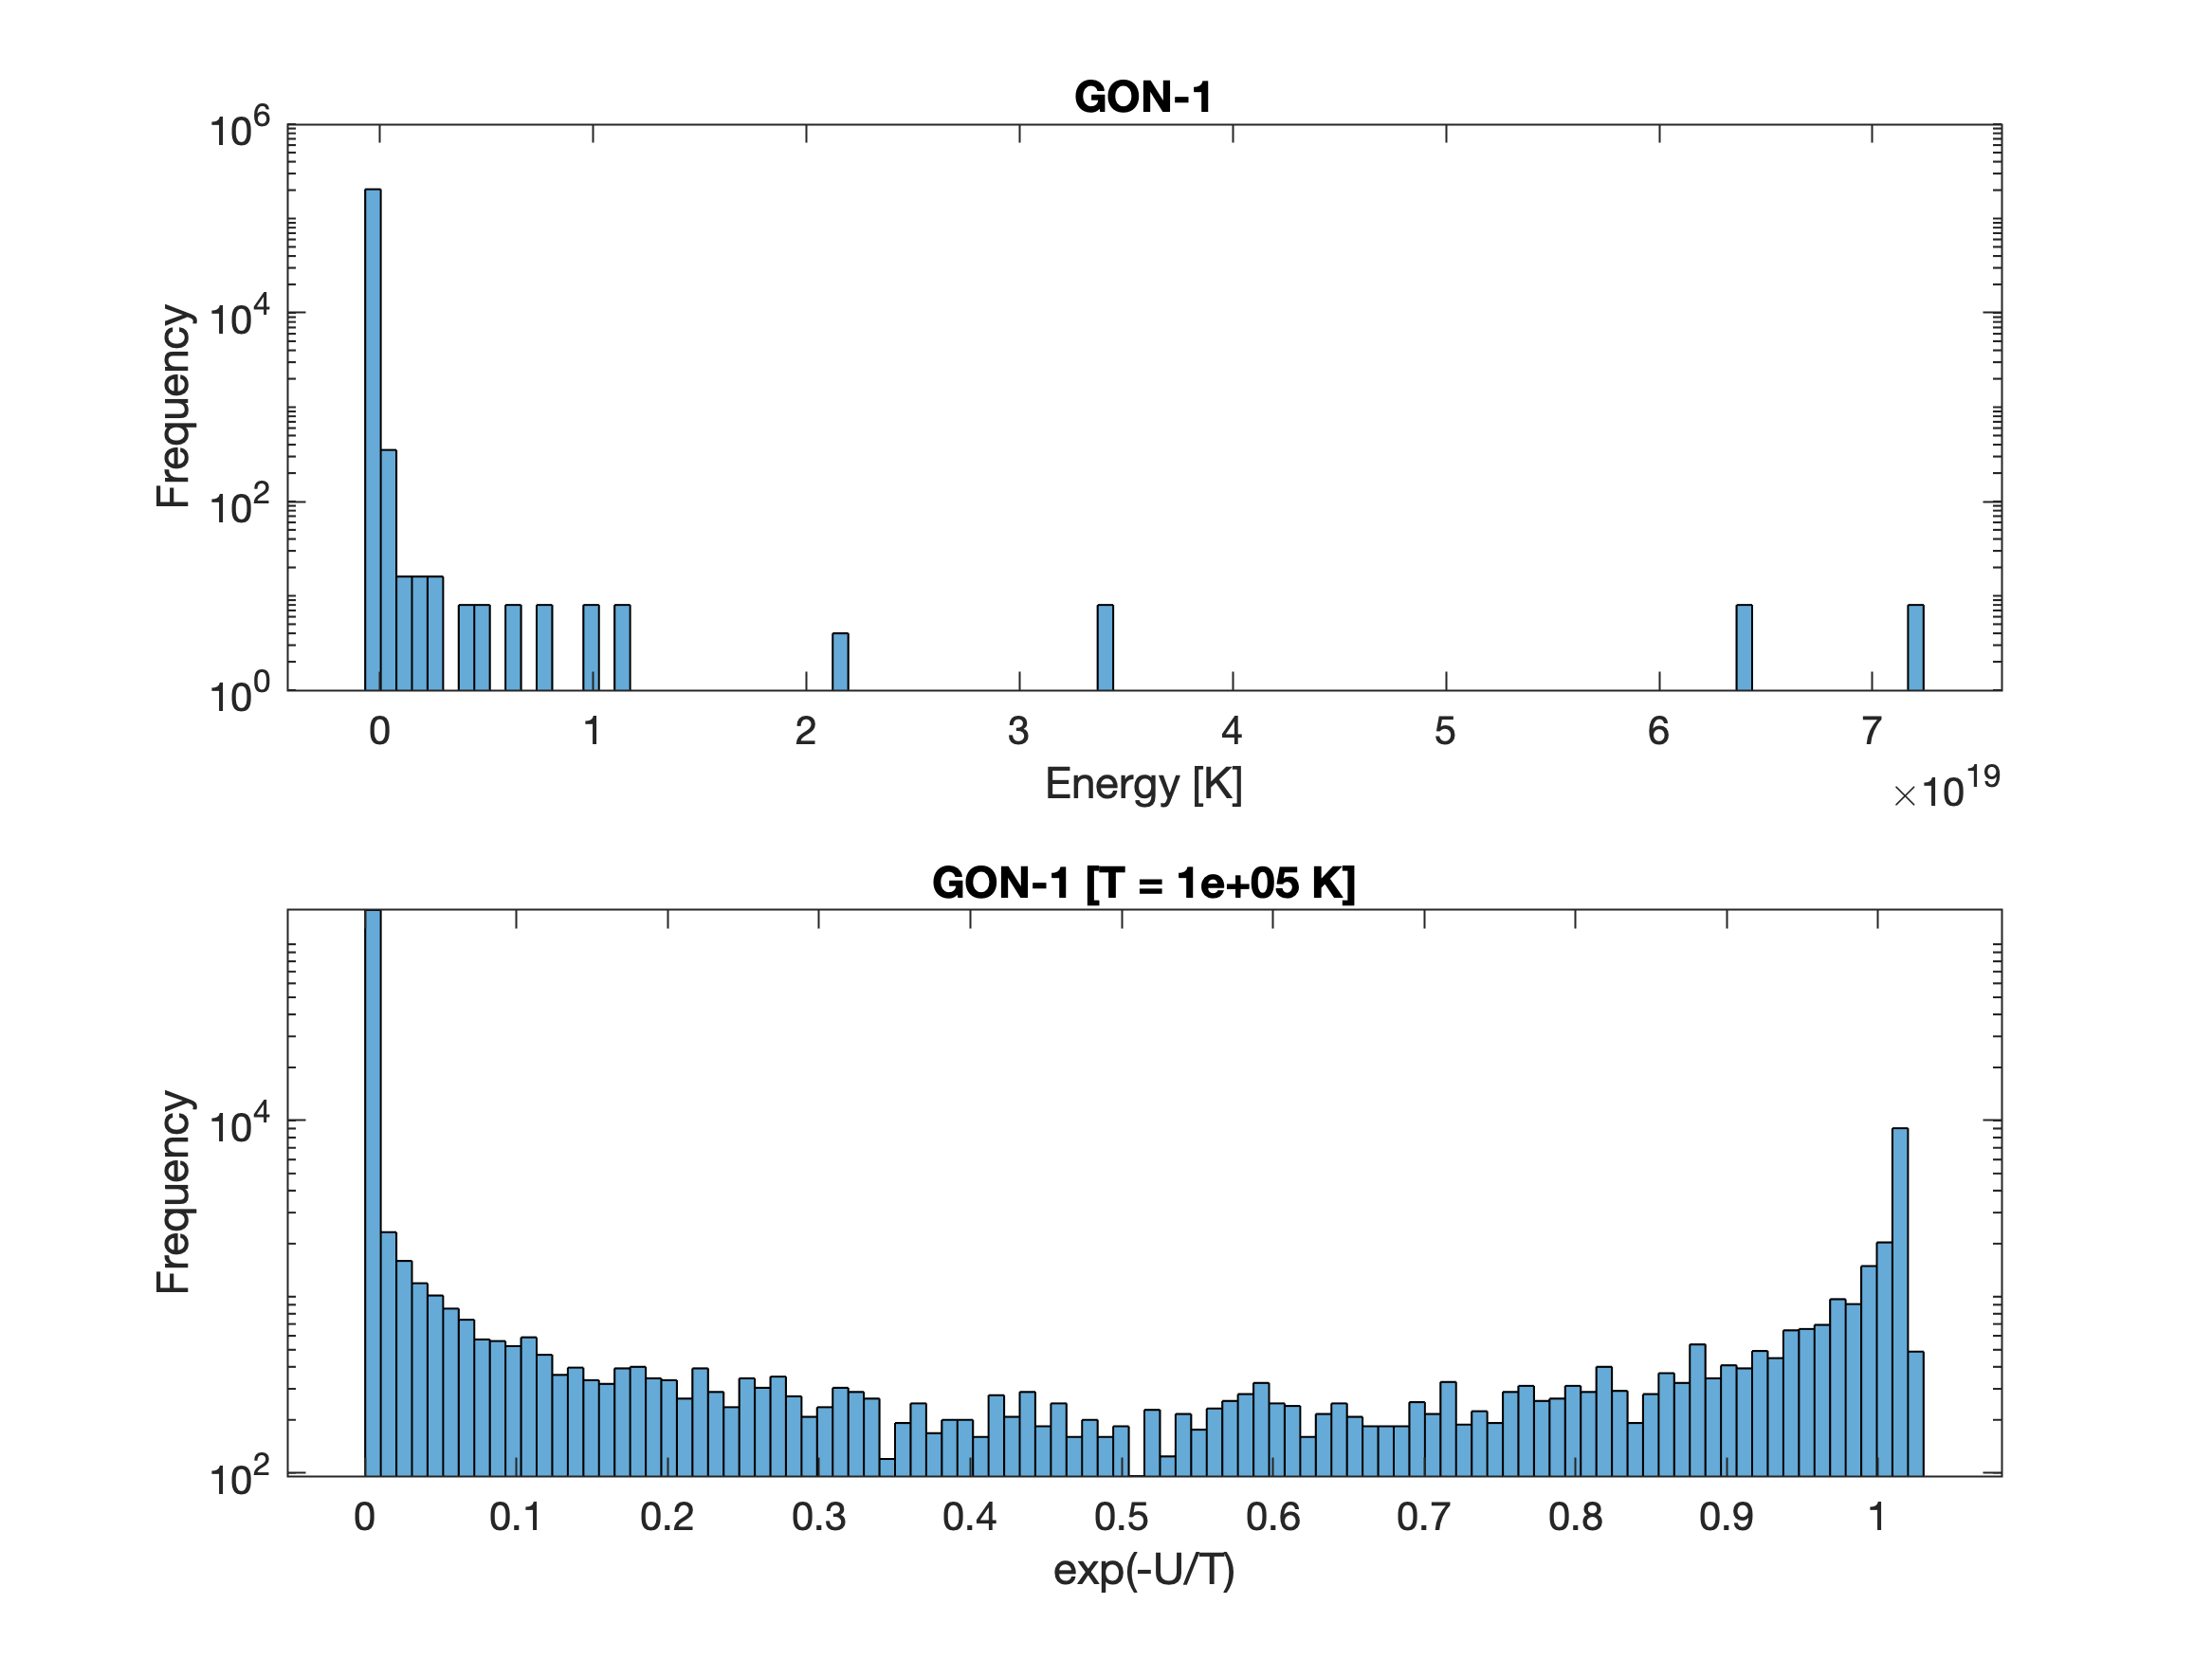 GON-1
10^6
10^4
10^2
10^0
Frequency
0 1 2 3 4 5 6 7
Energy [K]
×10^19
GON-1 [T = 1e+05 K]
10^4
10^2
Frequency
0 0.1 0.2 0.3 0.4 0.5 0.6 0.7 0.8 0.9 1
exp(-U/T)